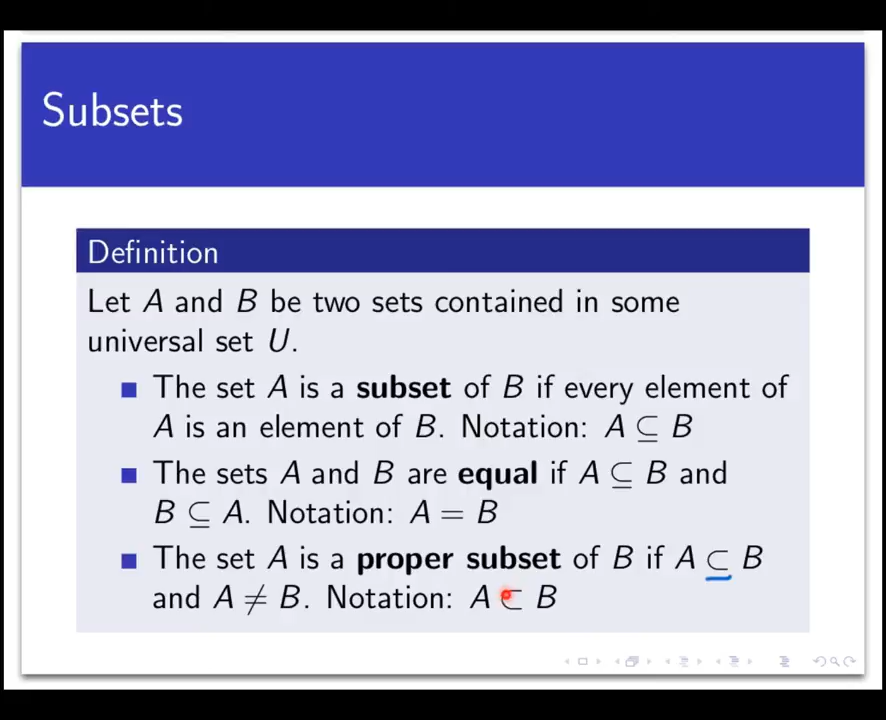 Subsets
Definition
Let A and B be two sets contained in some
universal set U.
The set A is a subset of B if every element of
A is an element of B. Notation: A ⊆ B
The sets A and B are equal if A ⊆ B and
B ⊆ A. Notation: A = B
The set A is a proper subset of B if A ⊆ B
and A ≠ B. Notation: A ⊂ B